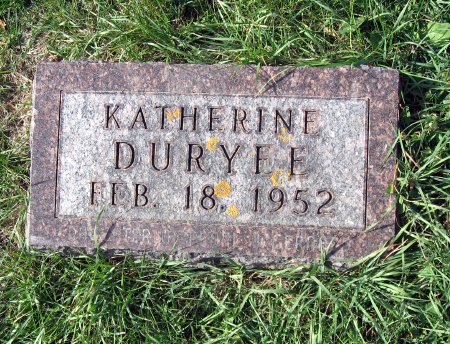 KATHERINE
DURYEE
FEB. 18, 1952